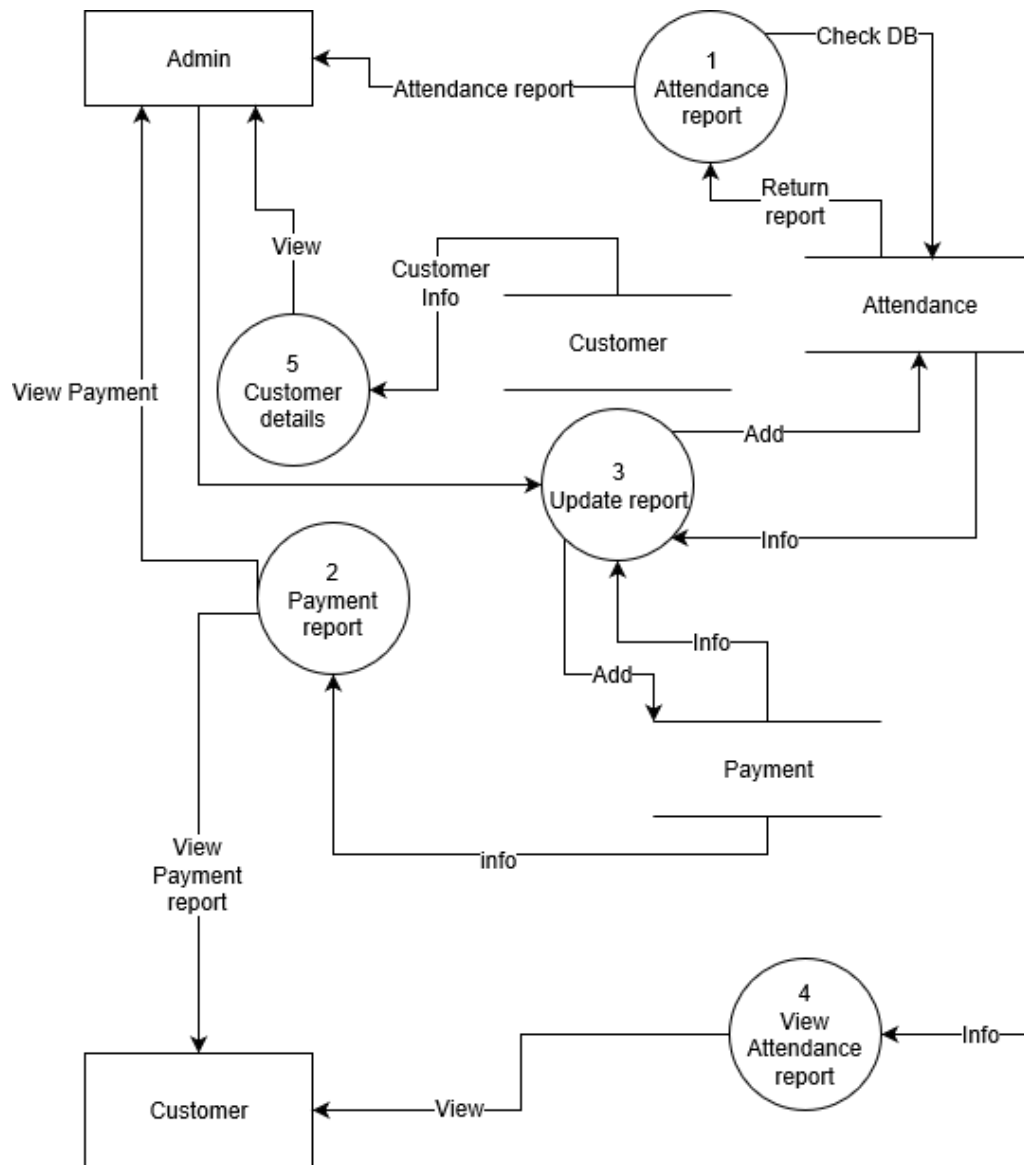 Admin
1
Attendance
report
Check DB
Attendance report
Return
report
View
Customer
Info
Attendance
Customer
5
Customer
details
View Payment
Add
3
Update report
Info
2
Payment
report
Info
Add
Payment
info
View
Payment
report
4
View
Attendance
report
Info
Customer
View